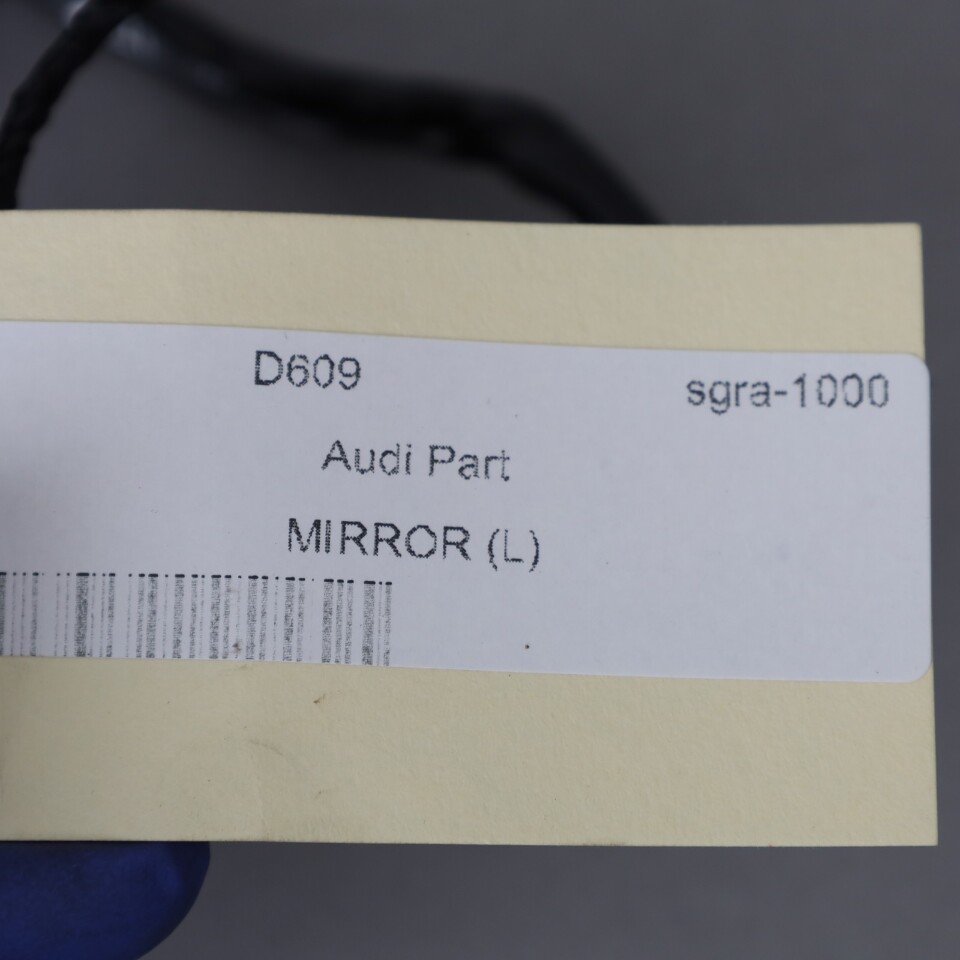 D609 sgra-1000
Audi Part
MIRROR (L)